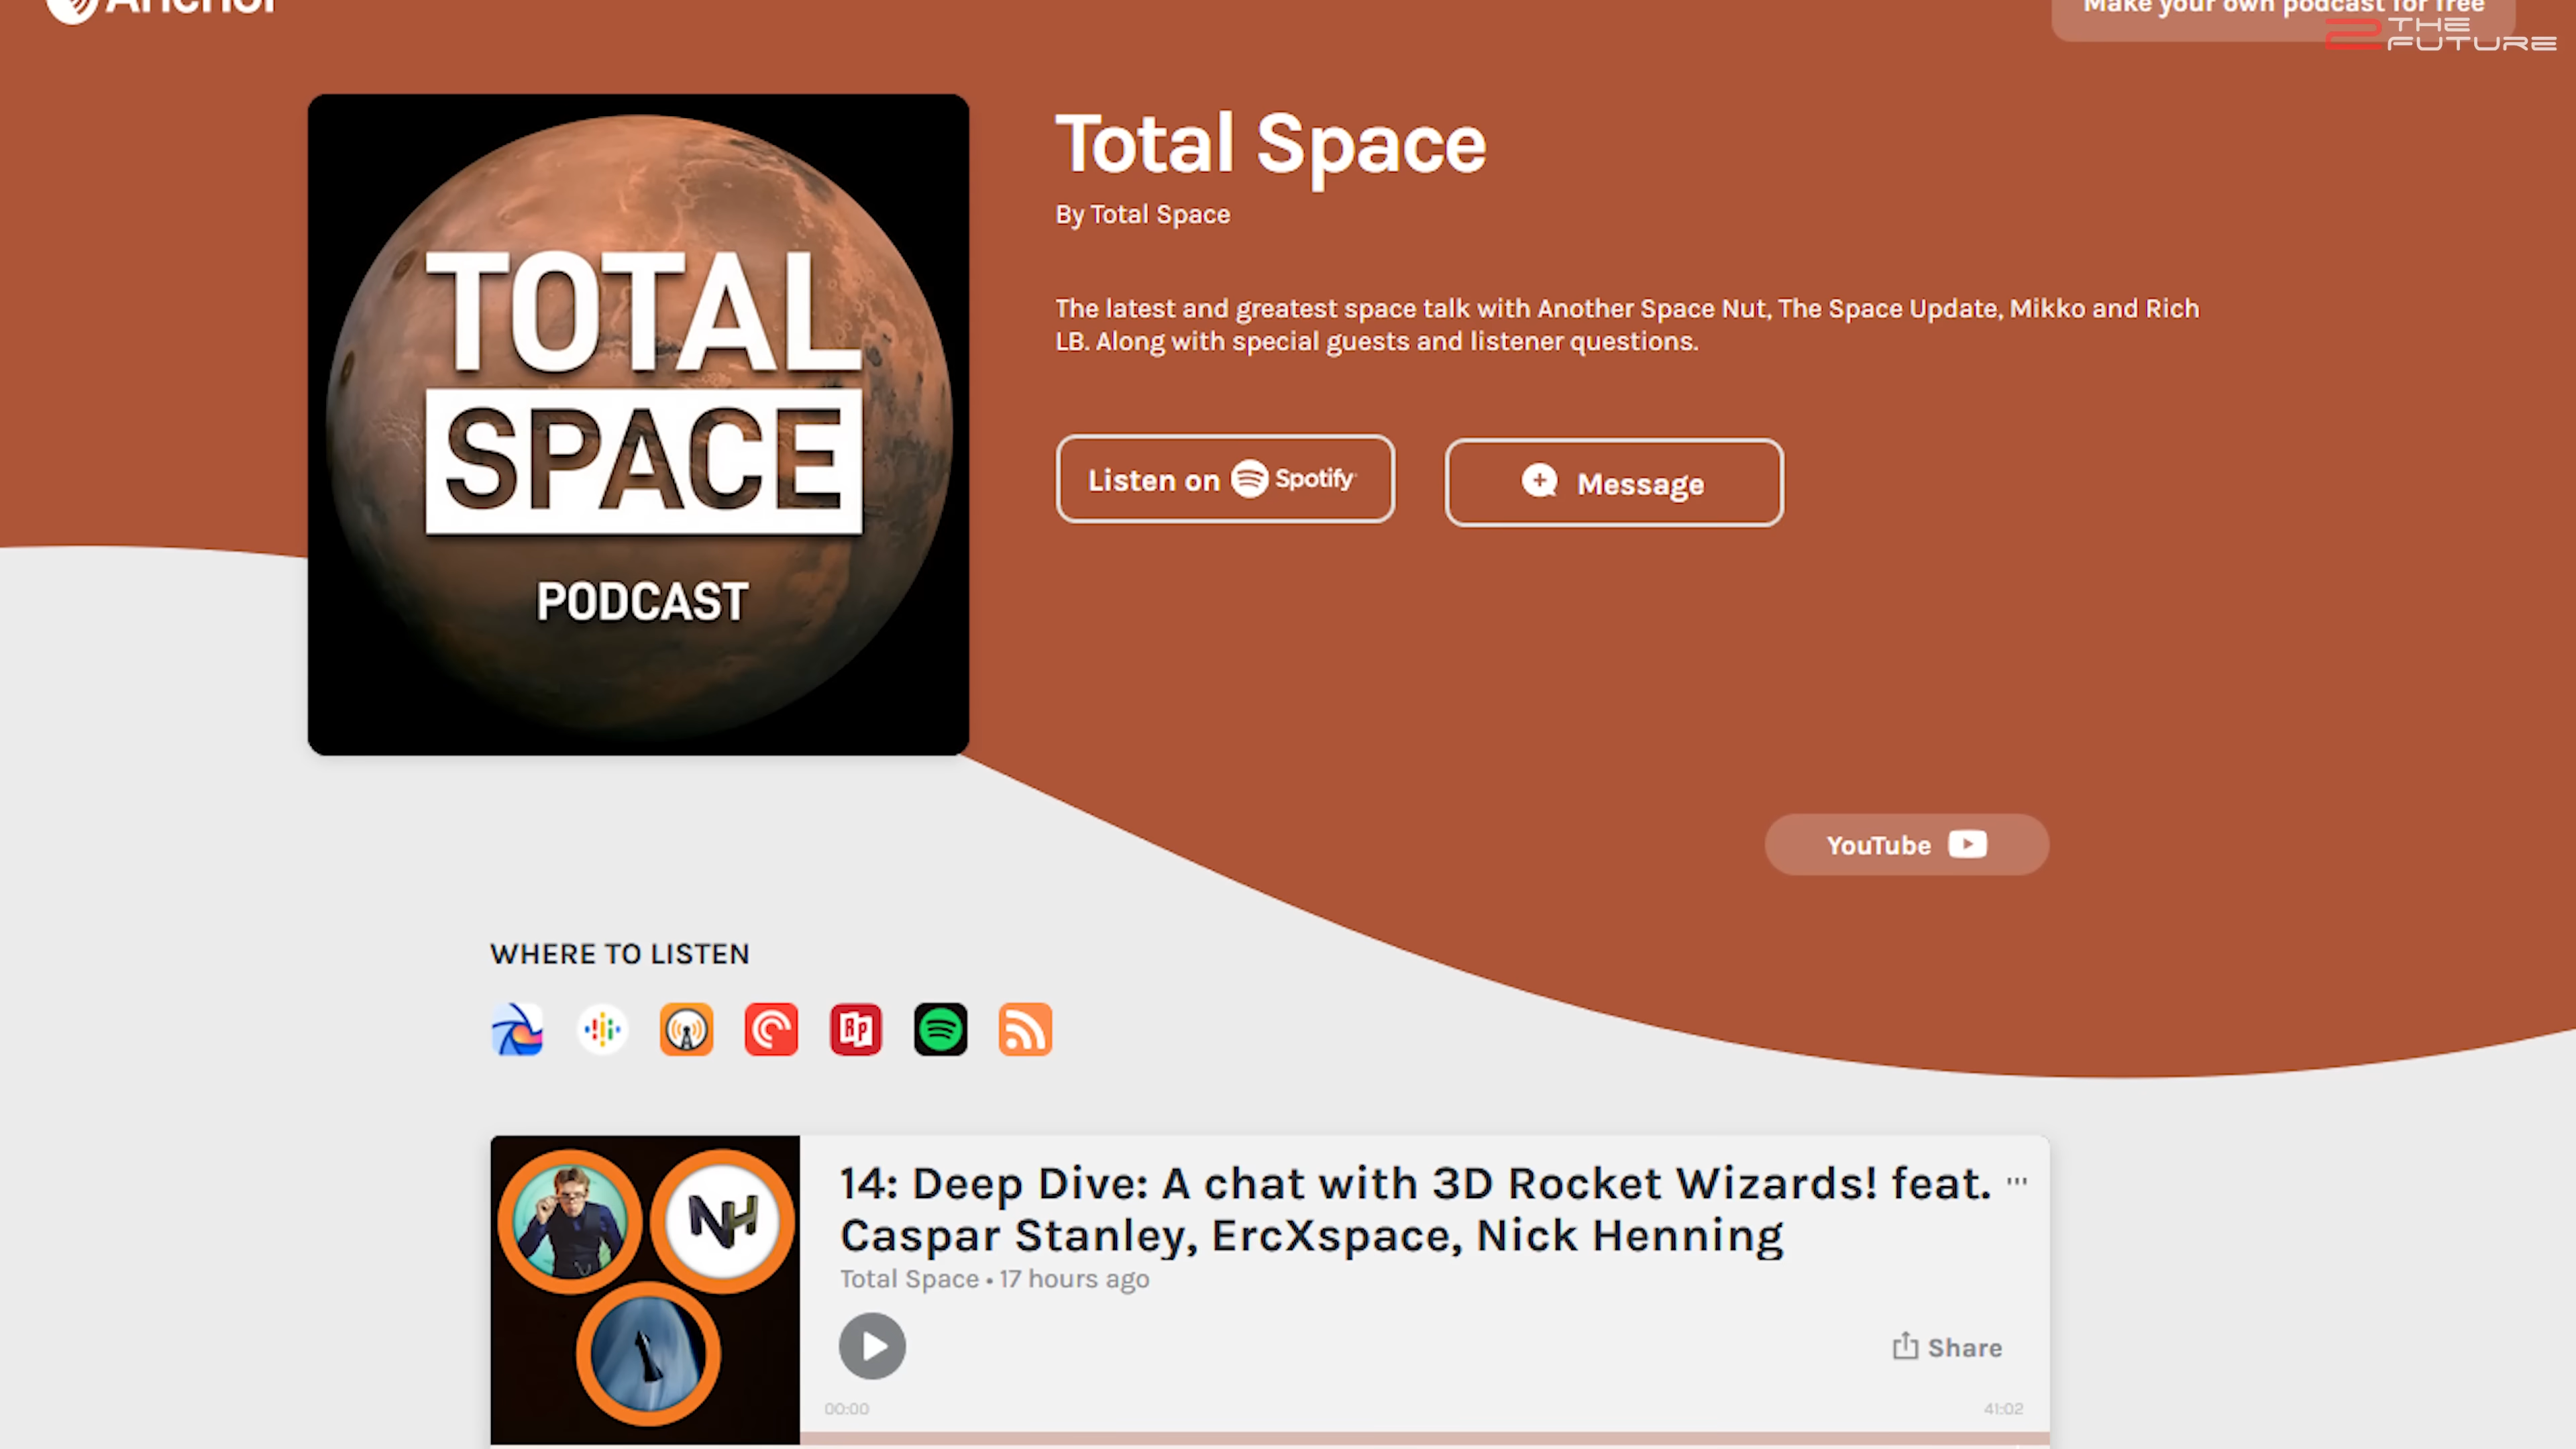 Anchor
Make your own podcast for free
2 THE
FUTURE
TOTAL
SPACE
PODCAST
Total Space
By Total Space
The latest and greatest space talk with Another Space Nut, The Space Update, Mikko and Rich
LB. Along with special guests and listener questions.
Listen on Spotify
Message
YouTube
WHERE TO LISTEN
Rp
NH
14: Deep Dive: A chat with 3D Rocket Wizards! feat. ...
Caspar Stanley, ErcXspace, Nick Henning
Total Space • 17 hours ago
Share
00:00
41:02